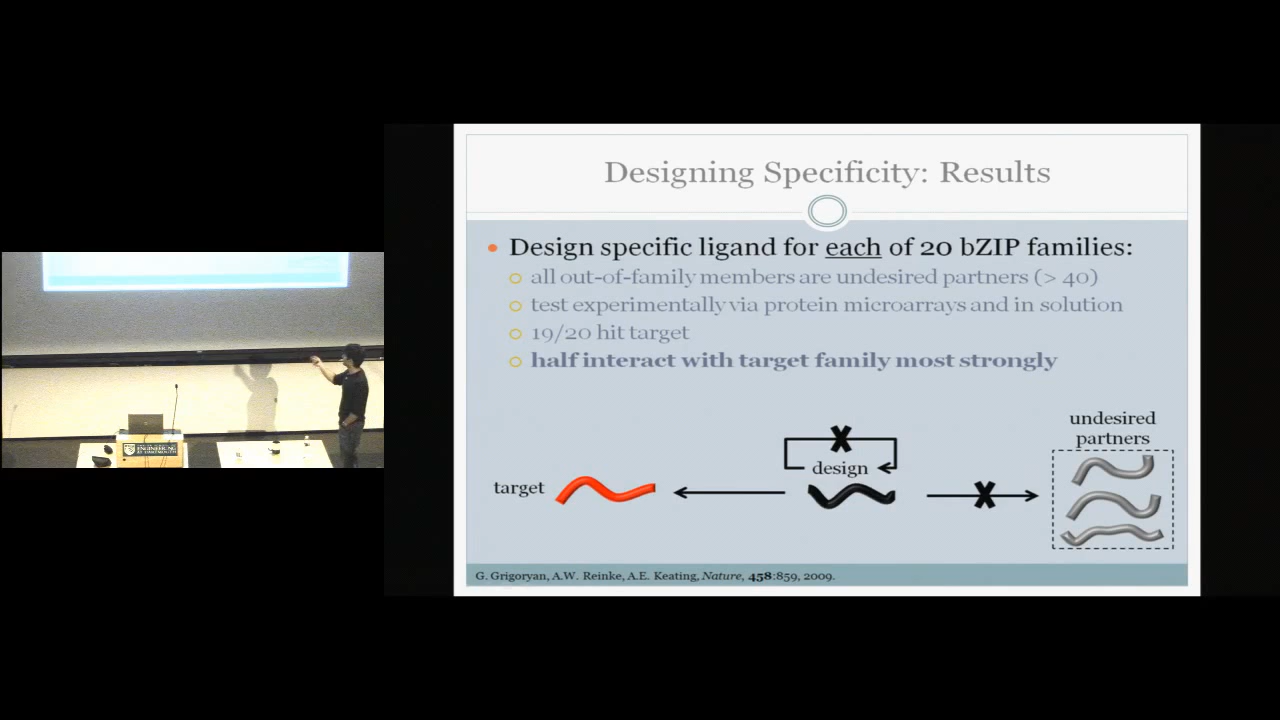 Designing Specificity: Results
Design specific ligand for each of 20 bZIP families:
all out-of-family members are undesired partners (> 40)
test experimentally via protein microarrays and in solution
19/20 hit target
half interact with target family most strongly
undesired
partners
design
target
G. Grigoryan, A.W. Reinke, A.E. Keating, Nature, 458:859, 2009.
ENGINEERING